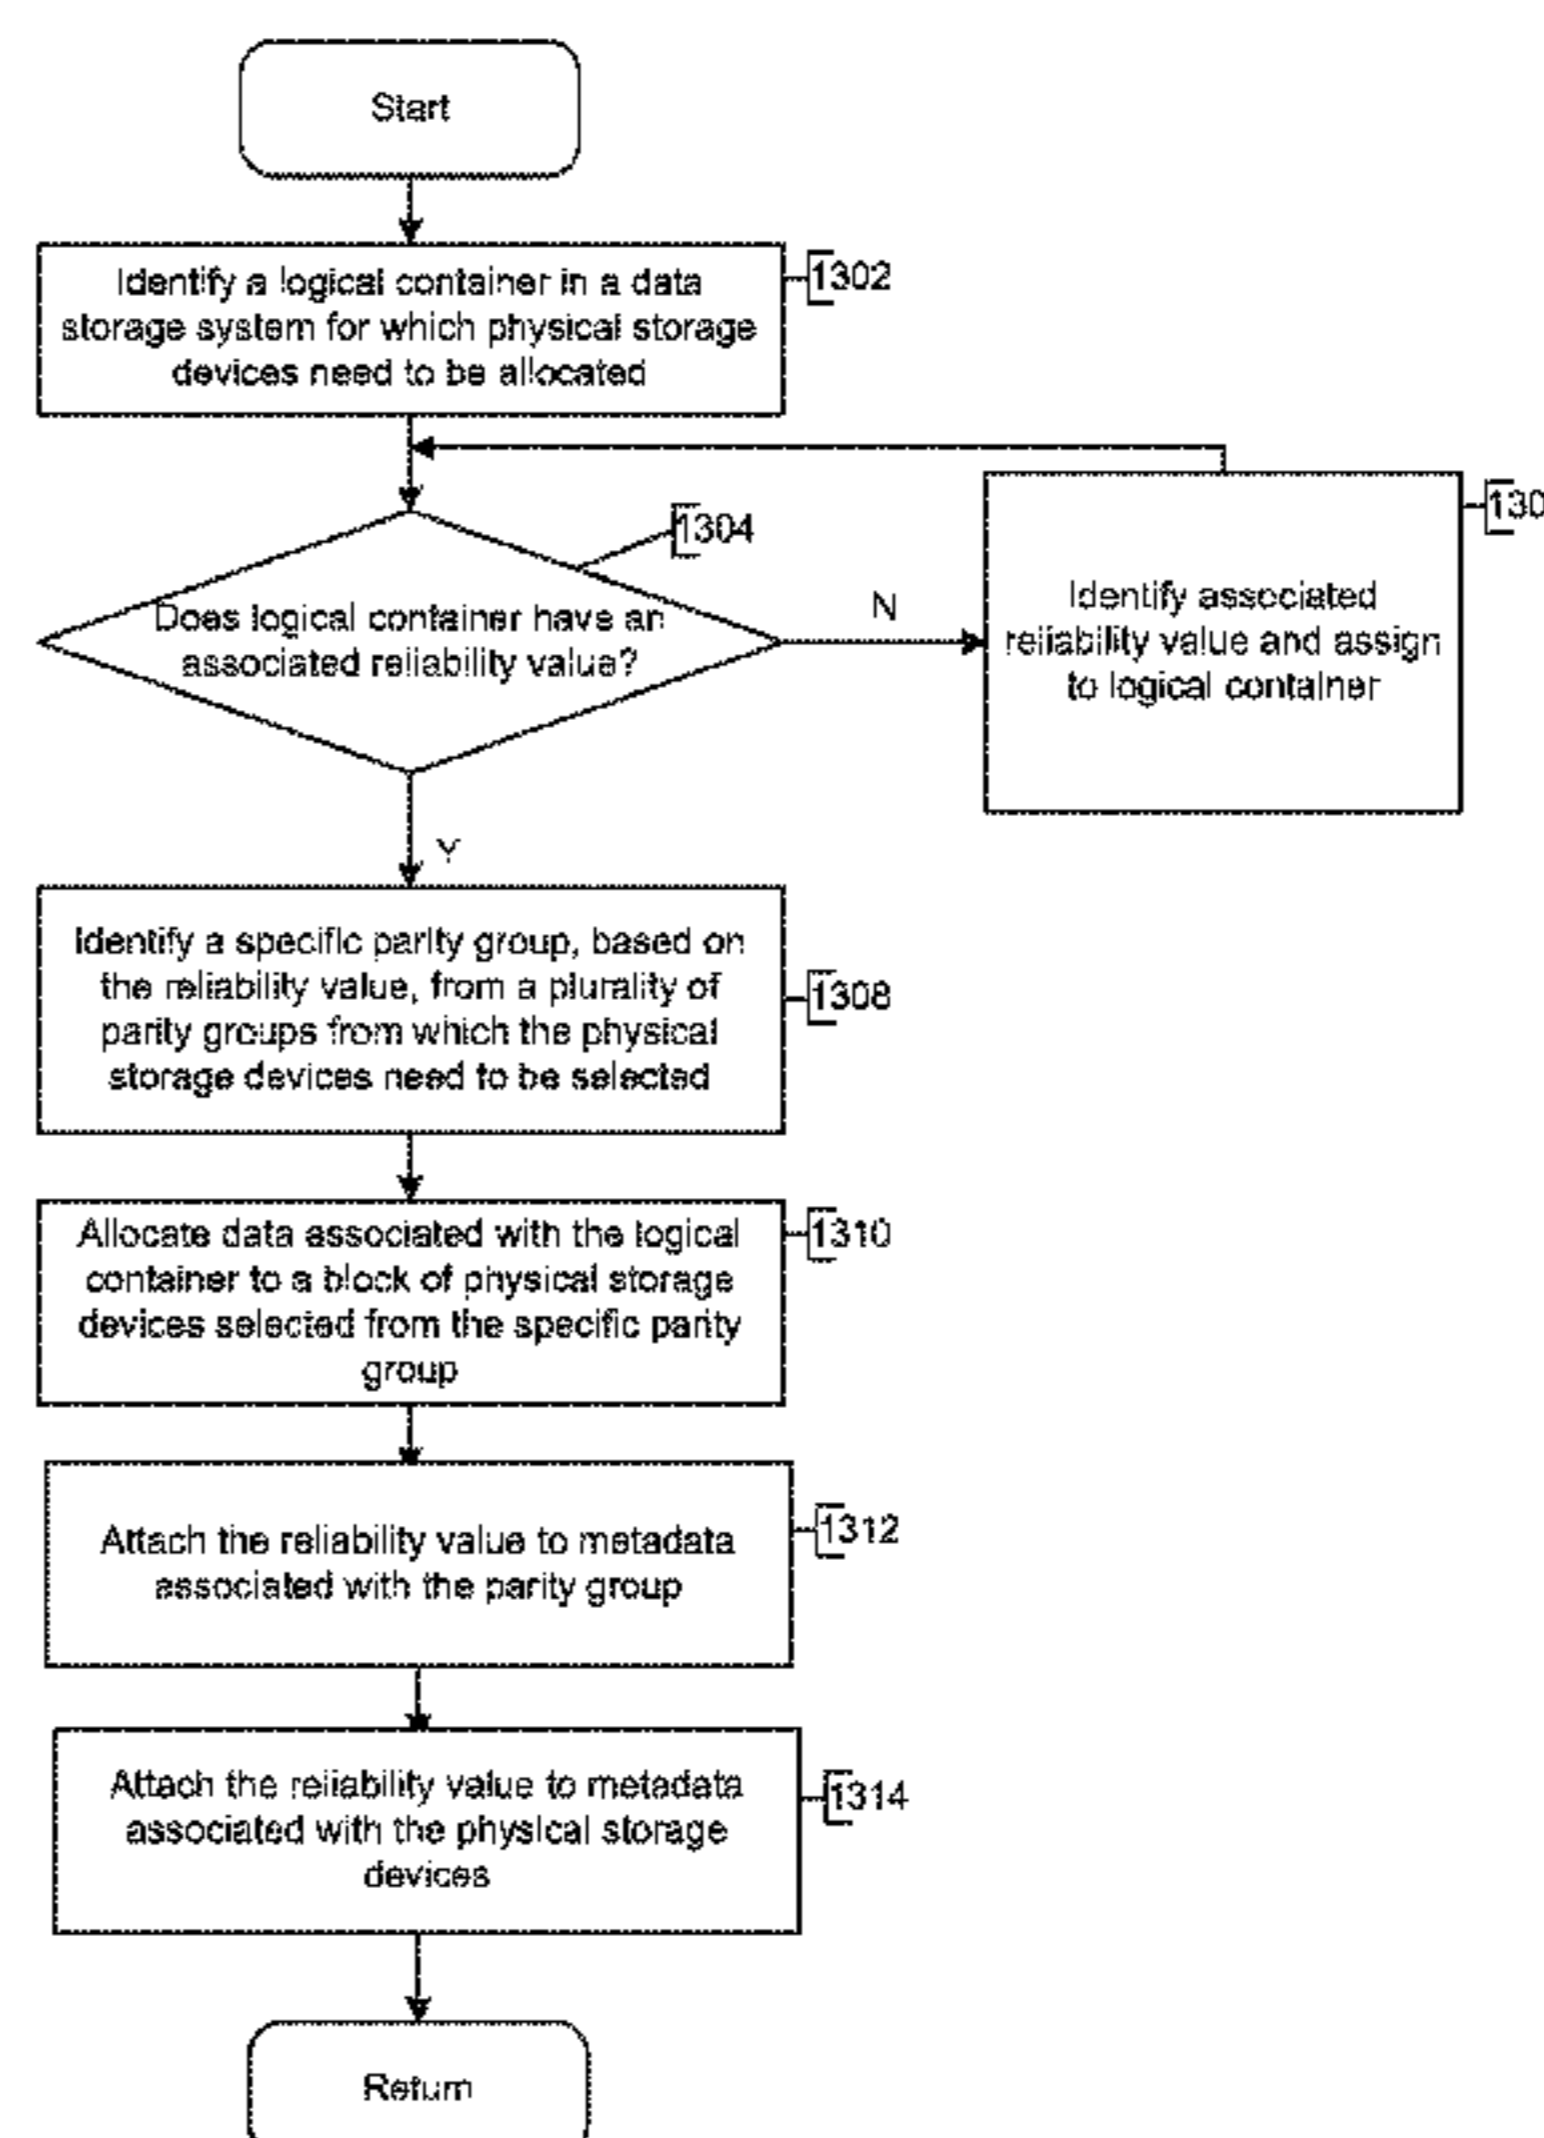 Start
Identify a logical container in a data
storage system for which physical storage
devices need to be allocated
1302
1304
Does logical container have an
associated reliability value?
N
130
Identify associated
reliability value and assign
to logical container
Y
Identify a specific parity group, based on
the reliability value, from a plurality of
parity groups from which the physical
storage devices need to be selected
1308
Allocate data associated with the logical
container to a block of physical storage
devices selected from the specific parity
group
1310
Attach the reliability value to metadata
associated with the parity group
1312
Attach the reliability value to metadata
associated with the physical storage
devices
1314
Return